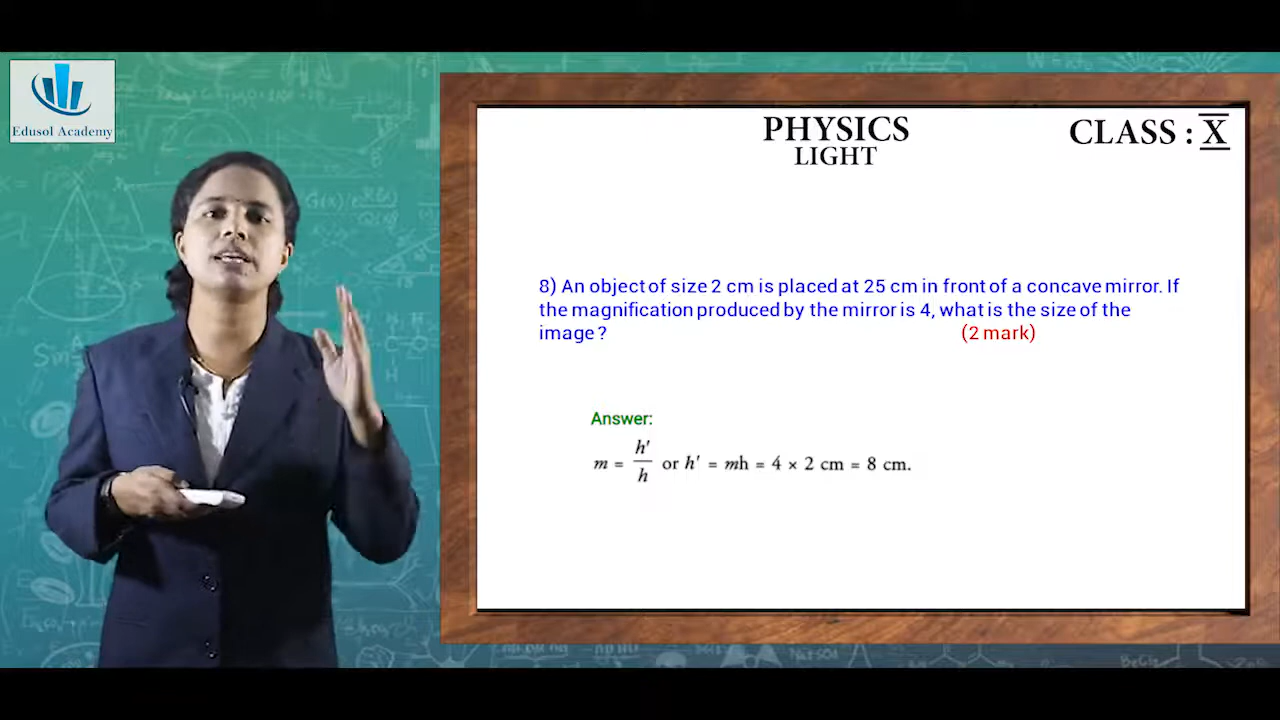 Edusol Academy
PHYSICS
LIGHT
CLASS : X
8) An object of size 2 cm is placed at 25 cm in front of a concave mirror. If
the magnification produced by the mirror is 4, what is the size of the
image ? (2 mark)
Answer:
m = h′/h or h′ = mh = 4 × 2 cm = 8 cm.